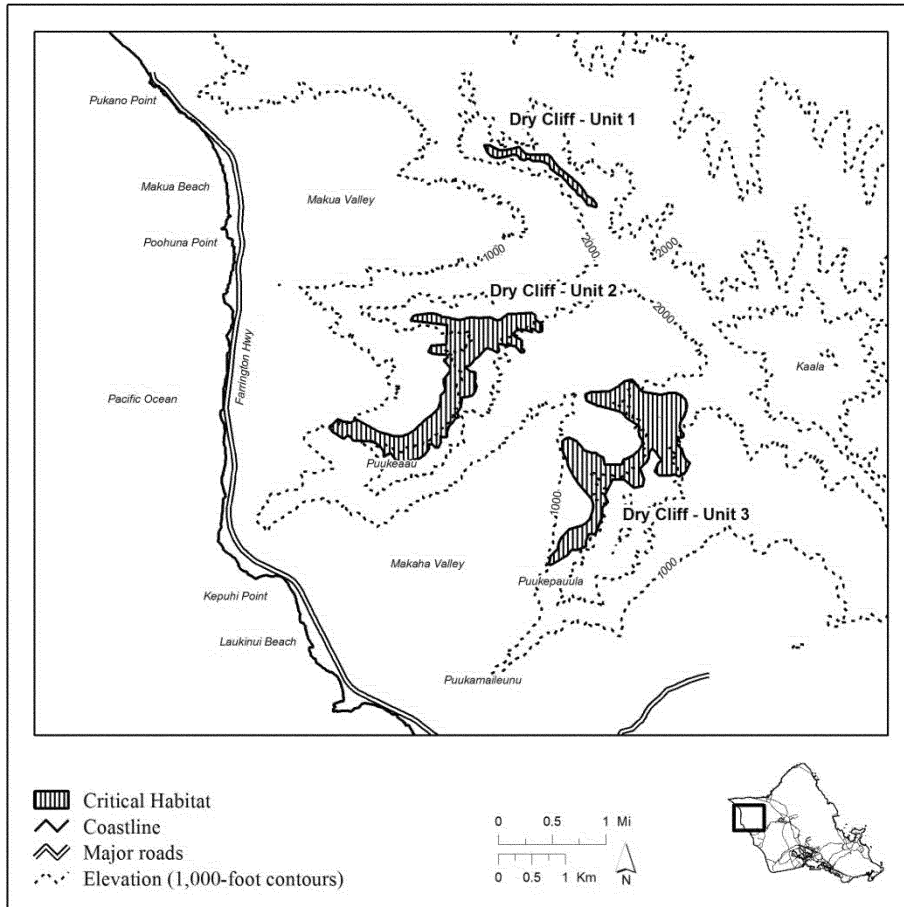 Pukano Point
Dry Cliff - Unit 1
Makua Beach
Makua Valley
Poohuna Point
1000
2000
2000
Dry Cliff - Unit 2
2000
Kaala
Farrington Hwy
Pacific Ocean
Puukeaau
1000
Dry Cliff - Unit 3
Makaha Valley
1000
Puukepauula
Kepuhi Point
Laukinui Beach
Puukamaileunu
Critical Habitat
Coastline
Major roads
Elevation (1,000-foot contours)
0 0.5 1 Mi
0 0.5 1 Km
N